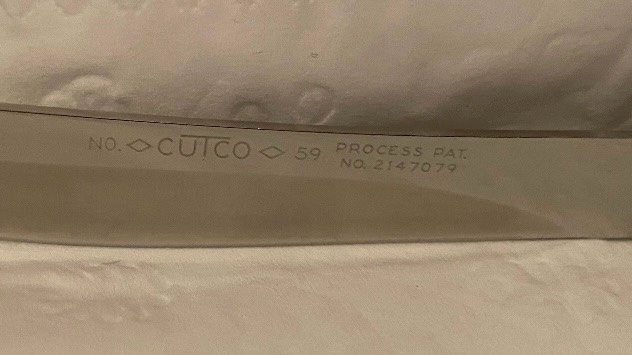 NO. ◇ CUTCO ◇ 59 PROCESS PAT.
NO. 2147079